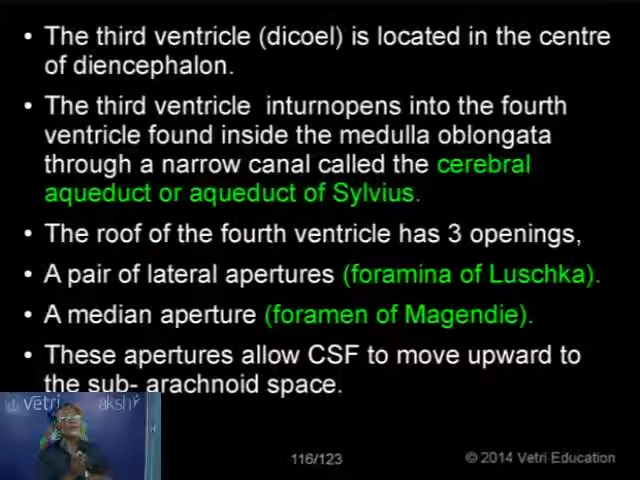 • The third ventricle (dicoel) is located in the centre
of diencephalon.
• The third ventricle inturnopens into the fourth
ventricle found inside the medulla oblongata
through a narrow canal called the cerebral
aqueduct or aqueduct of Sylvius.
• The roof of the fourth ventricle has 3 openings,
• A pair of lateral apertures (foramina of Luschka).
• A median aperture (foramen of Magendie).
• These apertures allow CSF to move upward to
the sub- arachnoid space.
vetri akshr
116/123
© 2014 Vetri Education